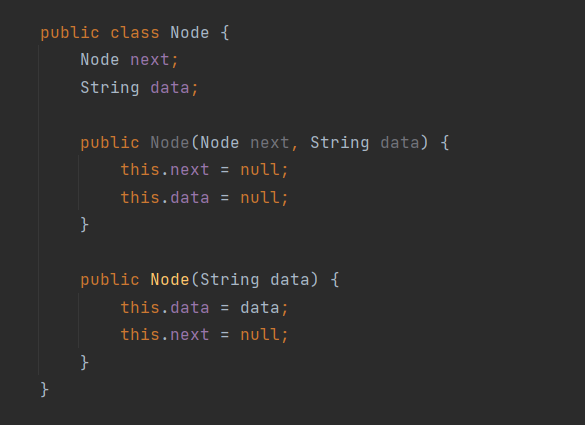 public class Node {
    Node next;
    String data;

    public Node(Node next, String data) {
        this.next = null;
        this.data = null;
    }

    public Node(String data) {
        this.data = data;
        this.next = null;
    }
}